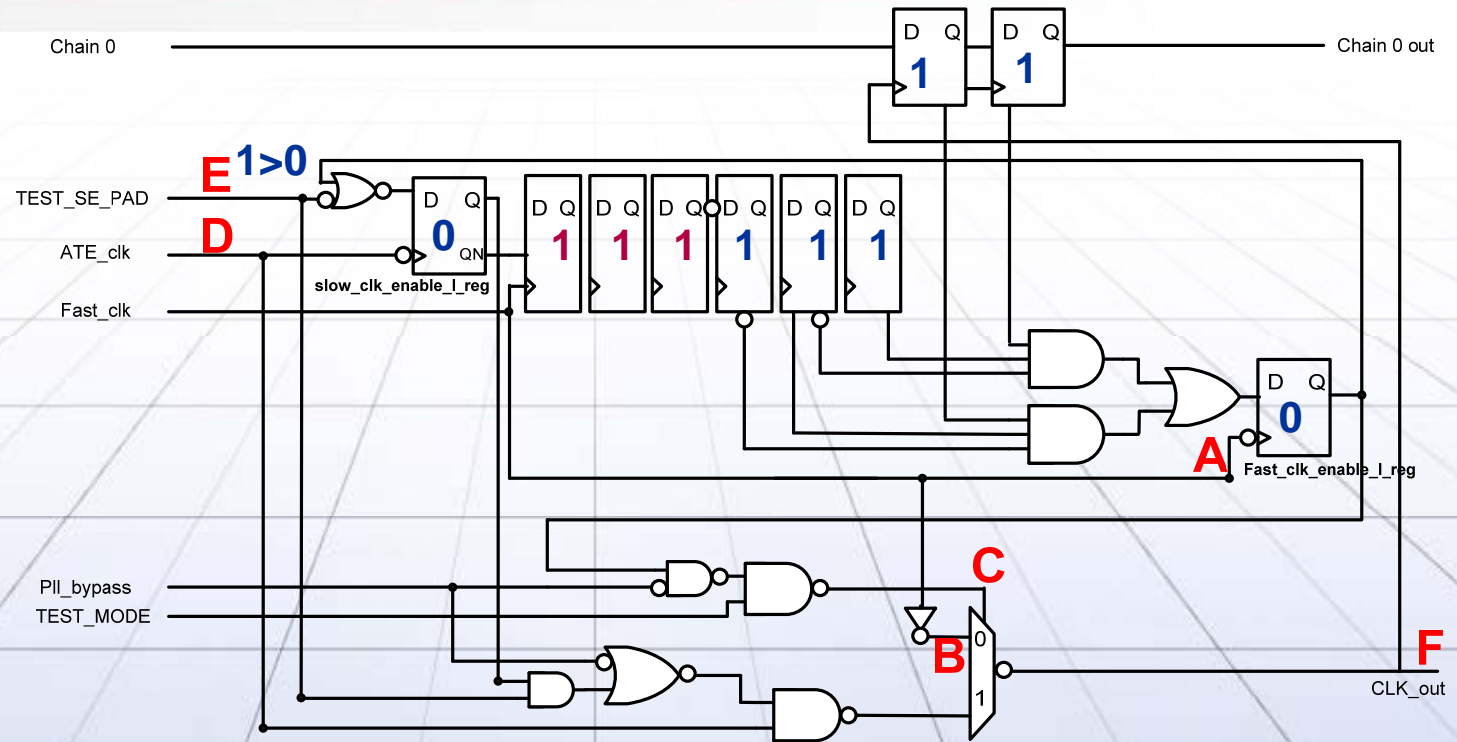 Chain 0
D Q D Q
1 1
Chain 0 out
E 1>0
TEST_SE_PAD
D
ATE_clk
Fast_clk
D Q
0
QN
slow_clk_enable_l_reg
D Q D Q D Q D Q D Q D Q
1 1 1 1 1 1
D Q
0
A
Fast_clk_enable_l_reg
Pll_bypass
TEST_MODE
C
0
B
1
F
CLK_out